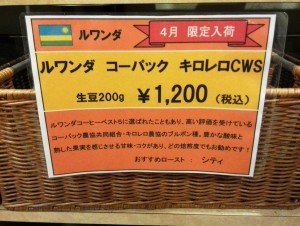 ルワンダ 4月 限定入荷
ルワンダ コーバック キロレロCWS
生豆200g ¥1,200 (税込)
ルワンダコーヒーベスト5に選ばれたこともあり、高い評価を受けている
コーバック農協共同組合・キロレロ農協のブルボン種。豊かな酸味と
熟した果実を感じさせる甘味・コクがあり、どの焙煎度でもお勧めです！
おすすめロースト : シティ